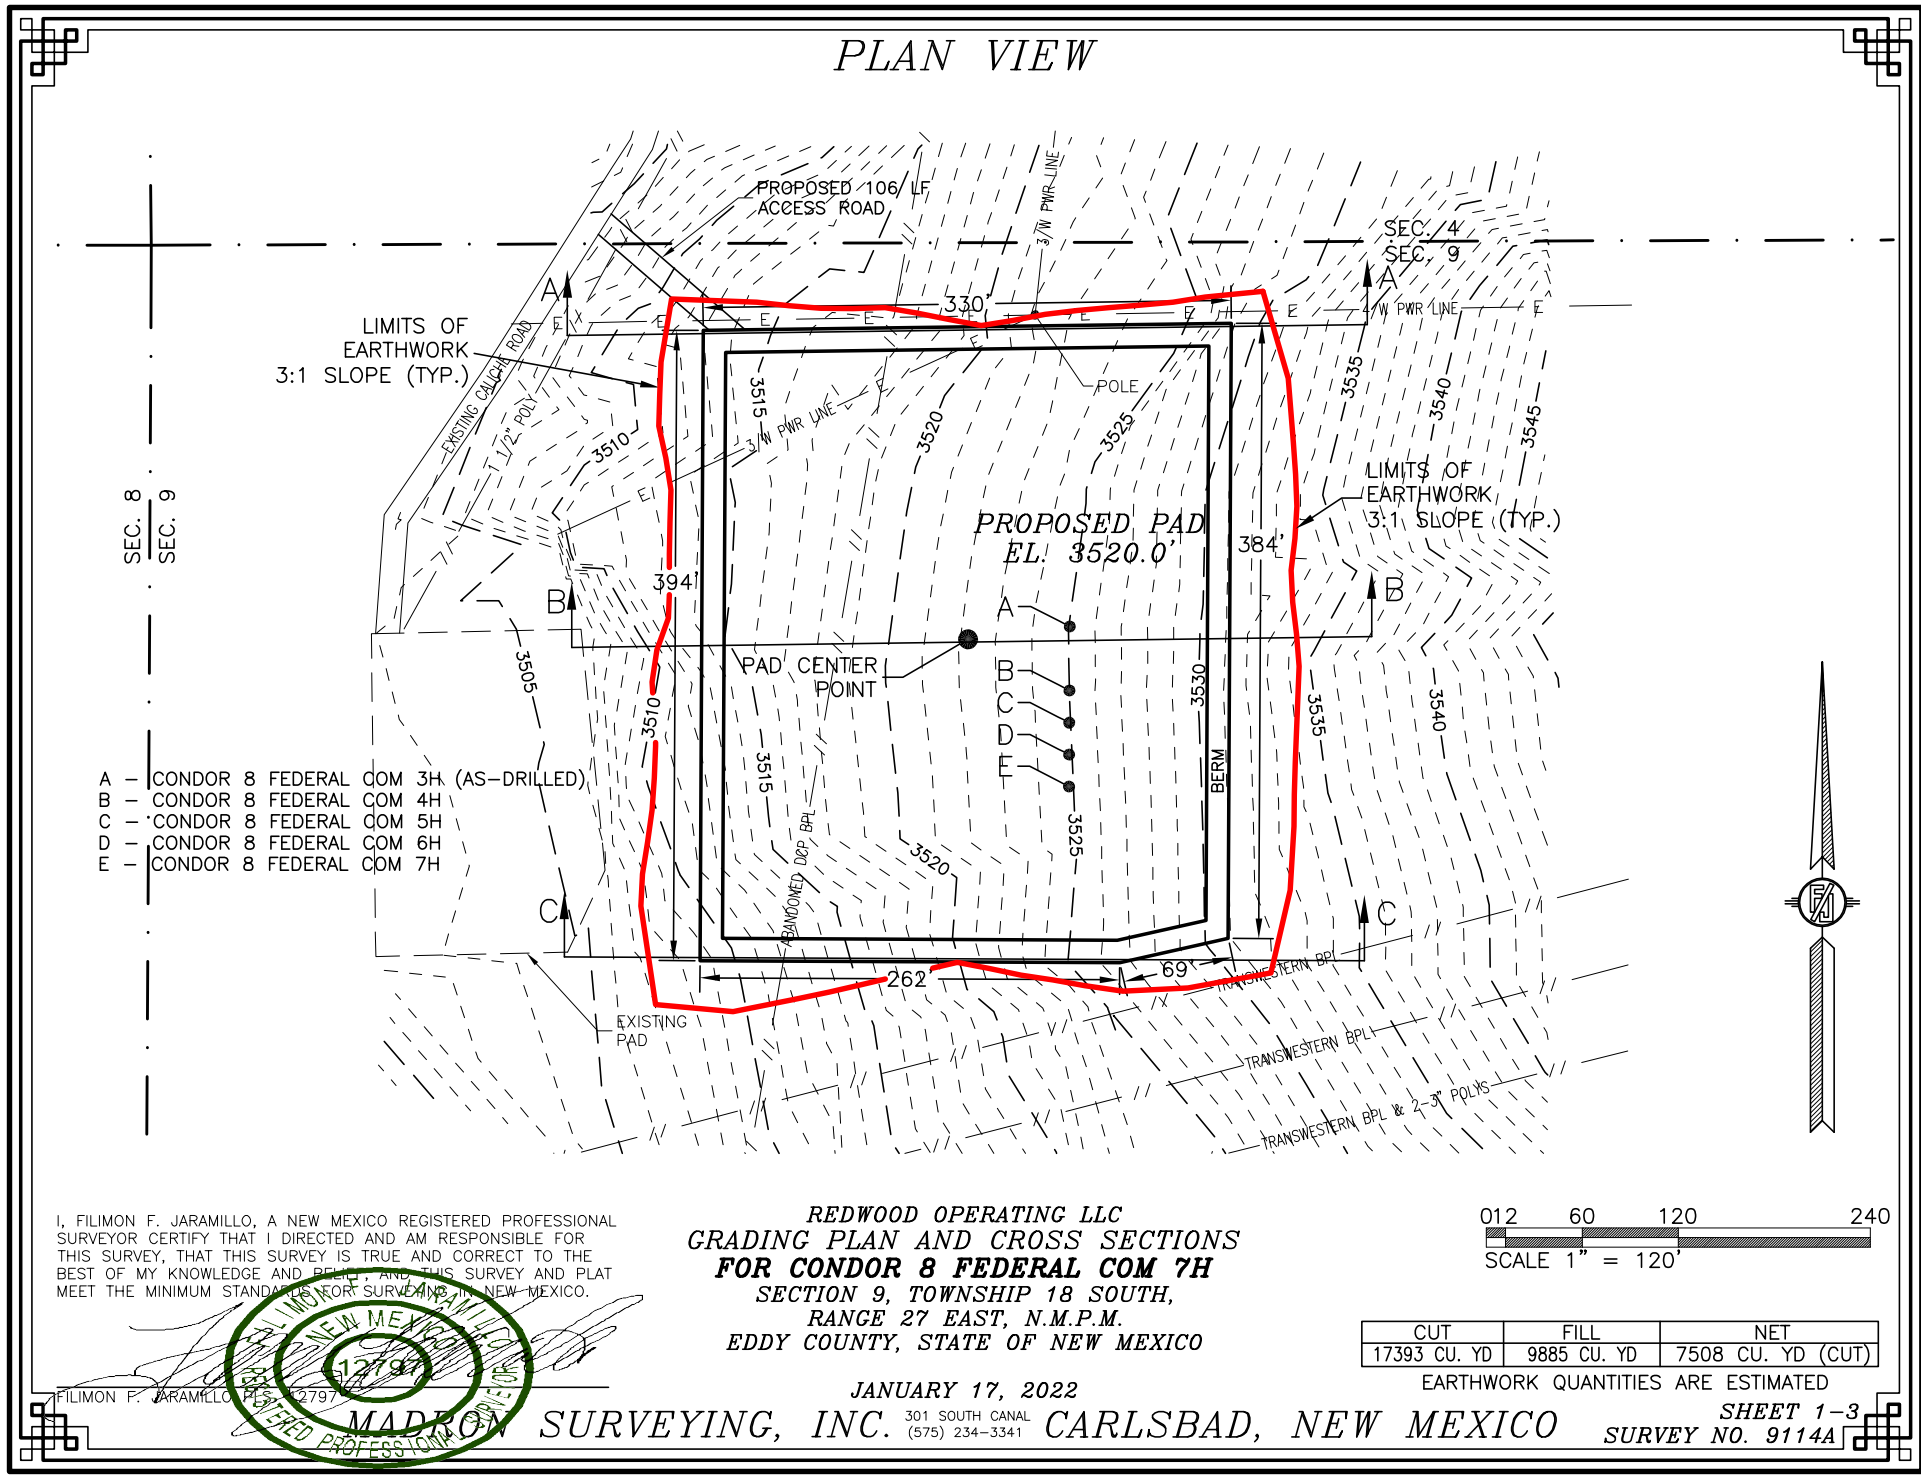 PLAN VIEW
PROPOSED 106 LF
ACCESS ROAD
3/W PWR LINE
SEC. 4
SEC. 9
A
A
330'
E
E
E
E
E
E
E
E
E
4/W PWR LINE
LIMITS OF
EARTHWORK
3:1 SLOPE (TYP.)
EXISTING CALICHE ROAD
1 1/2" POLY
3510
3515
3/W PWR LINE
E
E
E
3520
POLE
3525
3535
3540
3545
LIMITS OF
EARTHWORK
3:1 SLOPE (TYP.)
SEC. 8
SEC. 9
PROPOSED PAD
EL. 3520.0'
384'
394'
B
B
A
PAD CENTER
POINT
B
C
D
E
3505
3510
3515
3530
3535
3540
BERM
A - CONDOR 8 FEDERAL COM 3H (AS-DRILLED)
B - CONDOR 8 FEDERAL COM 4H
C - CONDOR 8 FEDERAL COM 5H
D - CONDOR 8 FEDERAL COM 6H
E - CONDOR 8 FEDERAL COM 7H
3520
3525
ABANDONED DCP BPL
C
C
262'
69'
TRANSWESTERN BPL
EXISTING
PAD
TRANSWESTERN BPL
TRANSWESTERN BPL & 2-3" POLYS
I, FILIMON F. JARAMILLO, A NEW MEXICO REGISTERED PROFESSIONAL
SURVEYOR CERTIFY THAT I DIRECTED AND AM RESPONSIBLE FOR
THIS SURVEY, THAT THIS SURVEY IS TRUE AND CORRECT TO THE
BEST OF MY KNOWLEDGE AND BELIEF, AND THIS SURVEY AND PLAT
MEET THE MINIMUM STANDARDS FOR SURVEYING IN NEW MEXICO.
FILIMON F. JARAMILLO
NEW MEXICO
12797
REGISTERED PROFESSIONAL SURVEYOR
FILIMON F. JARAMILLO, PLS 12797
REDWOOD OPERATING LLC
GRADING PLAN AND CROSS SECTIONS
FOR CONDOR 8 FEDERAL COM 7H
SECTION 9, TOWNSHIP 18 SOUTH,
RANGE 27 EAST, N.M.P.M.
EDDY COUNTY, STATE OF NEW MEXICO
JANUARY 17, 2022
012 60 120 240
SCALE 1" = 120'
CUT FILL NET
17393 CU. YD 9885 CU. YD 7508 CU. YD (CUT)
EARTHWORK QUANTITIES ARE ESTIMATED
MADRON SURVEYING, INC. 301 SOUTH CANAL CARLSBAD, NEW MEXICO
(575) 234-3341
SHEET 1-3
SURVEY NO. 9114A